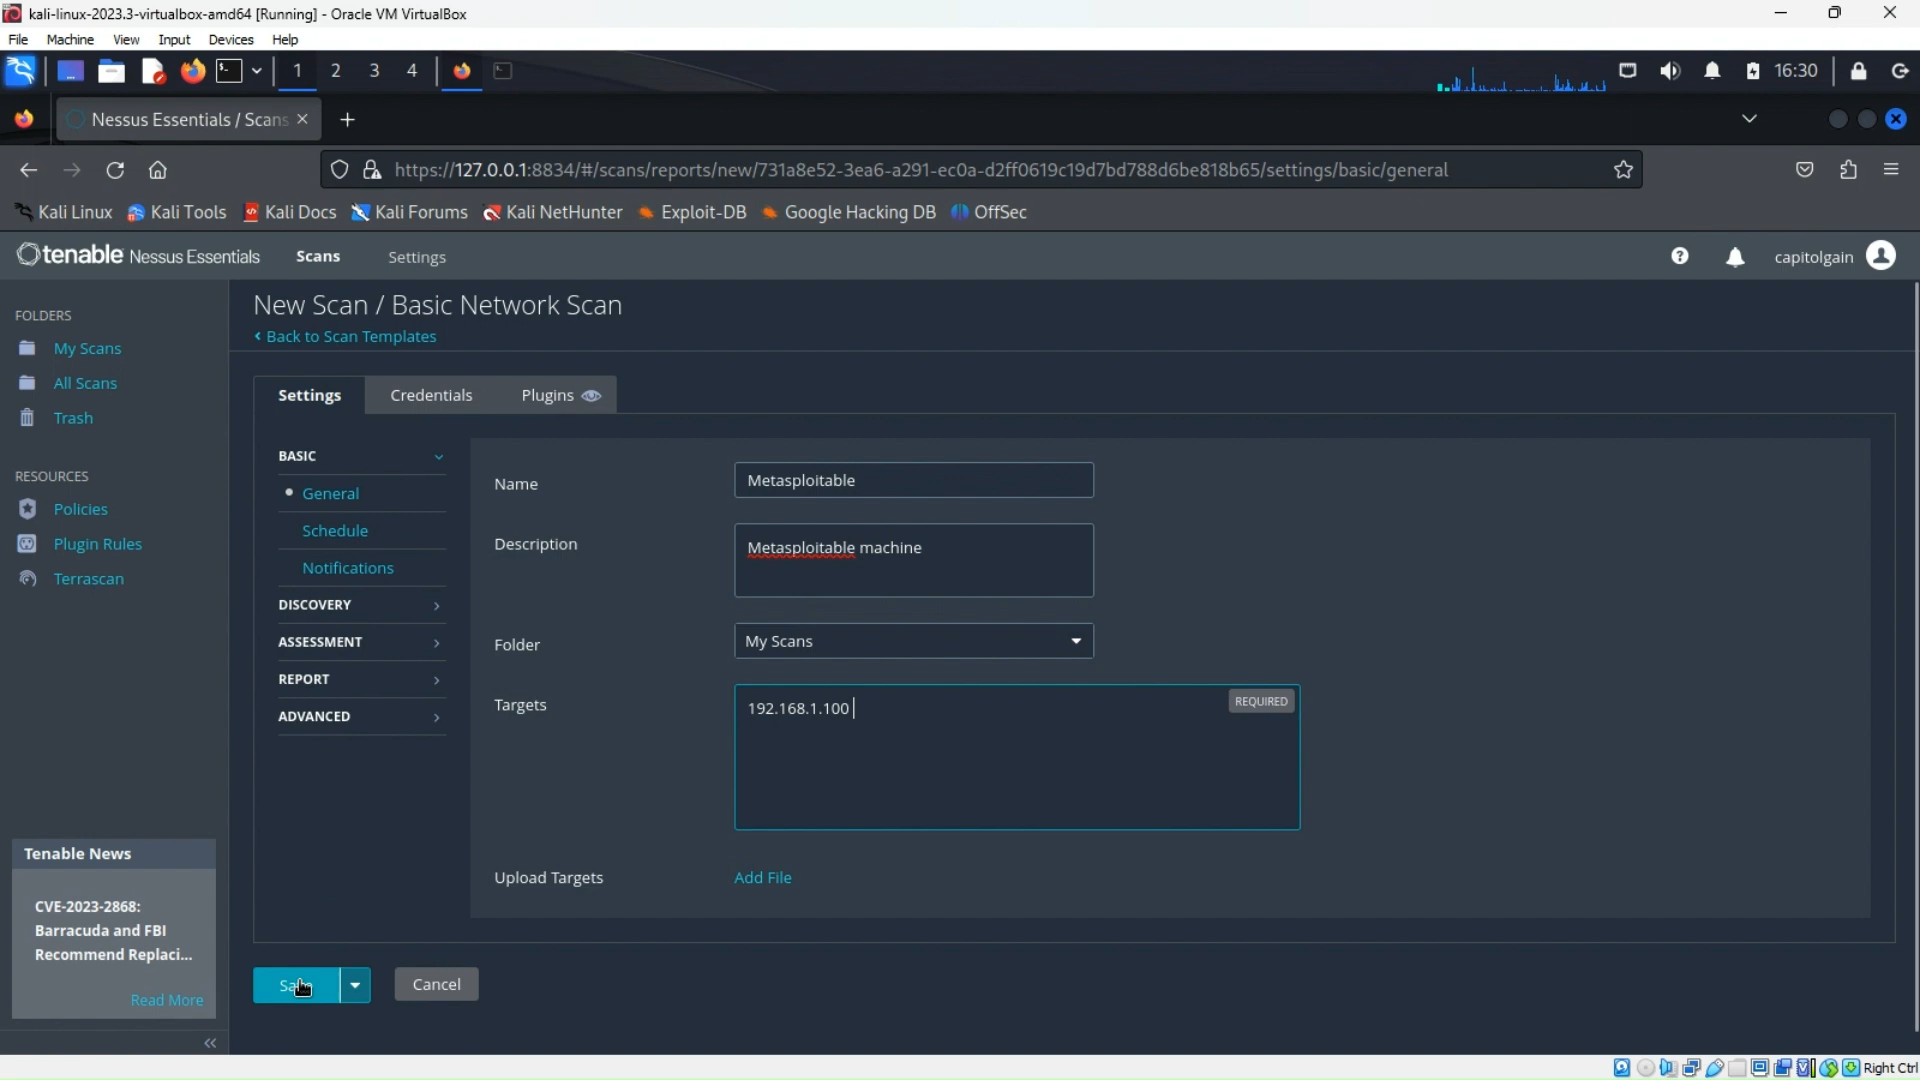 kali-linux-2023.3-virtualbox-amd64 [Running] - Oracle VM VirtualBox
File Machine View Input Devices Help
1 2 3 4 16:30
Nessus Essentials / Scans
https://127.0.0.1:8834/#/scans/reports/new/731a8e52-3ea6-a291-ec0a-d2ff0619c19d7bd788d6be818b65/settings/basic/general
Kali Linux Kali Tools Kali Docs Kali Forums Kali NetHunter Exploit-DB Google Hacking DB OffSec
tenable Nessus Essentials Scans Settings capitolgain
FOLDERS
My Scans
All Scans
Trash
RESOURCES
Policies
Plugin Rules
Terrascan
Tenable News
CVE-2023-2868:
Barracuda and FBI
Recommend Replaci...
Read More
New Scan / Basic Network Scan
< Back to Scan Templates
Settings Credentials Plugins
BASIC
General
Schedule
Notifications
DISCOVERY
ASSESSMENT
REPORT
ADVANCED
Name Metasploitable
Description Metasploitable machine
Folder My Scans
Targets 192.168.1.100 REQUIRED
Upload Targets Add File
Cancel
Right Ctrl